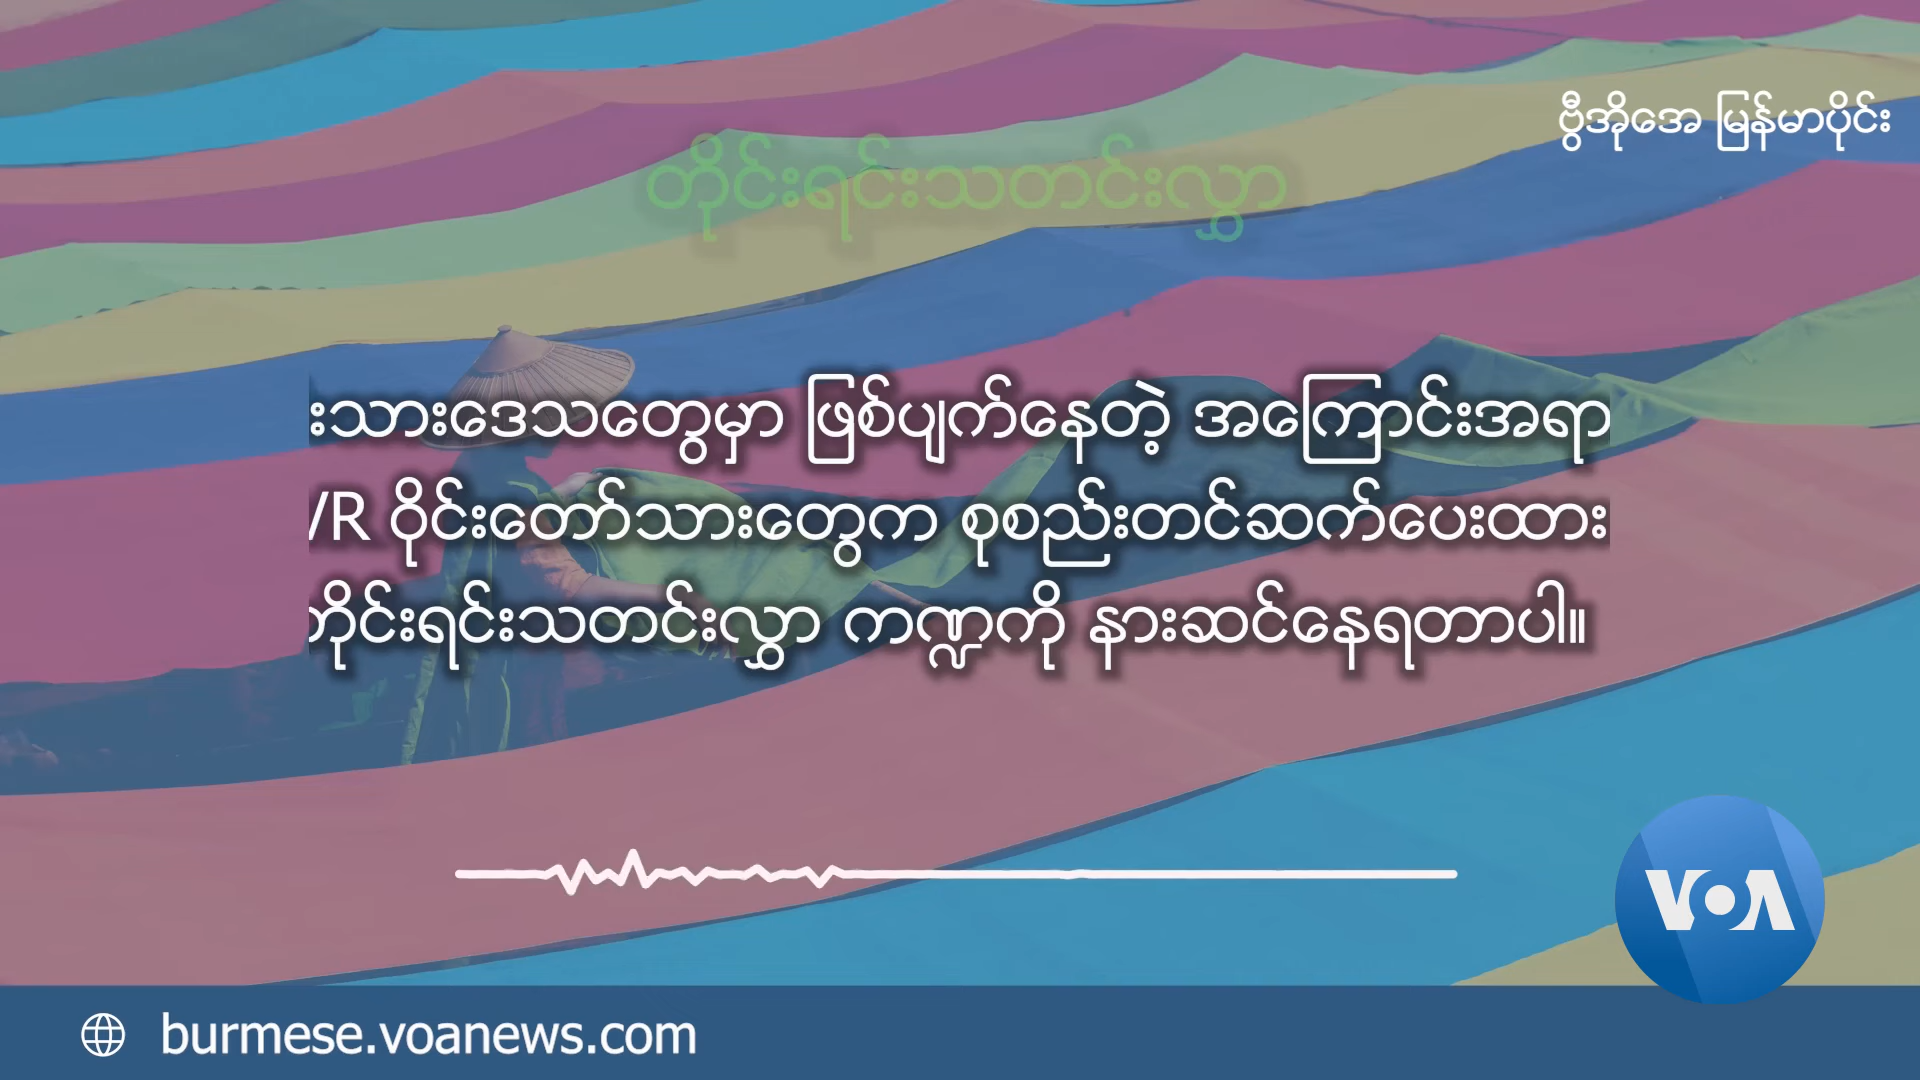 ဗွီအိုအေ မြန်မာပိုင်း
တိုင်းရင်းသတင်းလွှာ
းသားဒေသတွေမှာ ဖြစ်ပျက်နေတဲ့ အကြောင်းအရာ
/R ဝိုင်းတော်သားတွေက စုစည်းတင်ဆက်ပေးထား
တိုင်းရင်းသတင်းလွှာ ကဏ္ဍကို နားဆင်နေရတာပါ။
VOA
burmese.voanews.com